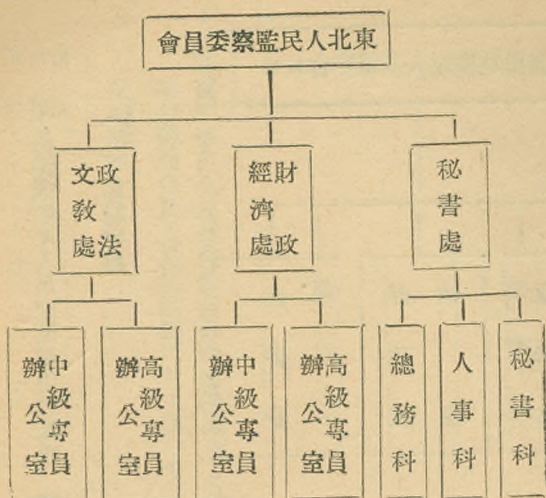 東北人民監察委員會
秘書處
財政
經濟處
政法
文教處
秘書科
人事科
總務科
高級專員
辦公室
中級專員
辦公室
高級專員
辦公室
中級專員
辦公室